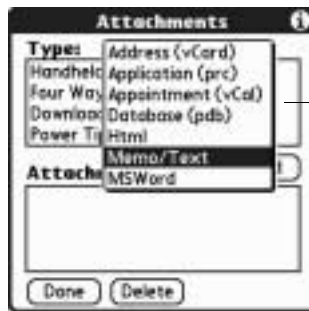 Attachments
Type:
Address (vCard)
Handheld
Application (prc)
Four Way
Appointment (vCal)
Download
Database (pdb)
Power Ti
Html
Memo/Text
Attachm
MSWord
Done
Delete